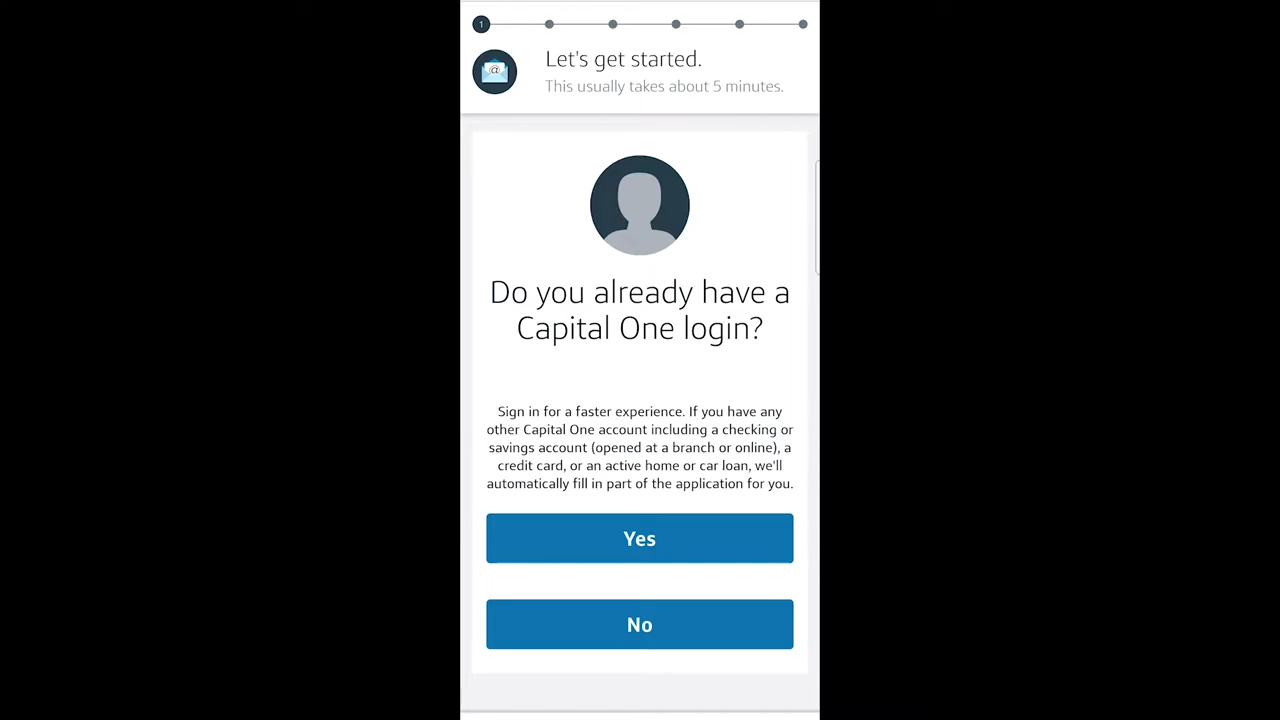 1
Let's get started.
This usually takes about 5 minutes.
@
Do you already have a
Capital One login?
Sign in for a faster experience. If you have any
other Capital One account including a checking or
savings account (opened at a branch or online), a
credit card, or an active home or car loan, we'll
automatically fill in part of the application for you.
Yes
No